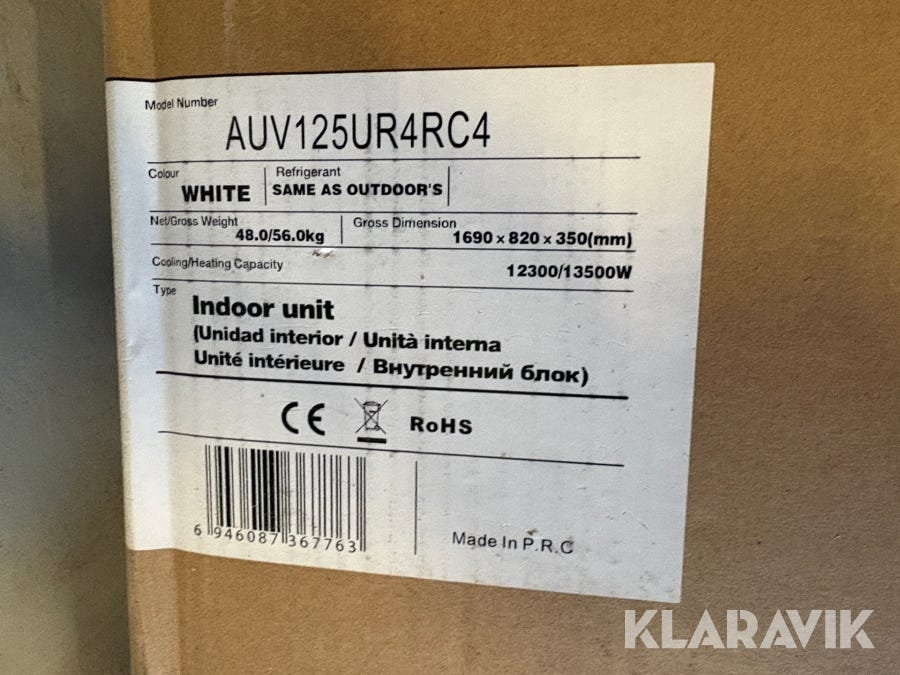 Model Number
AUV125UR4RC4
Colour
WHITE
Refrigerant
SAME AS OUTDOOR'S
Net/Gross Weight
48.0/56.0kg
Gross Dimension
1690 × 820 × 350(mm)
Cooling/Heating Capacity
12300/13500W
Type
Indoor unit
(Unidad interior / Unità interna
Unité intérieure / Внутренний блок)
CE
RoHS
6 946087 367763
Made In P.R.C
KLARAVIK